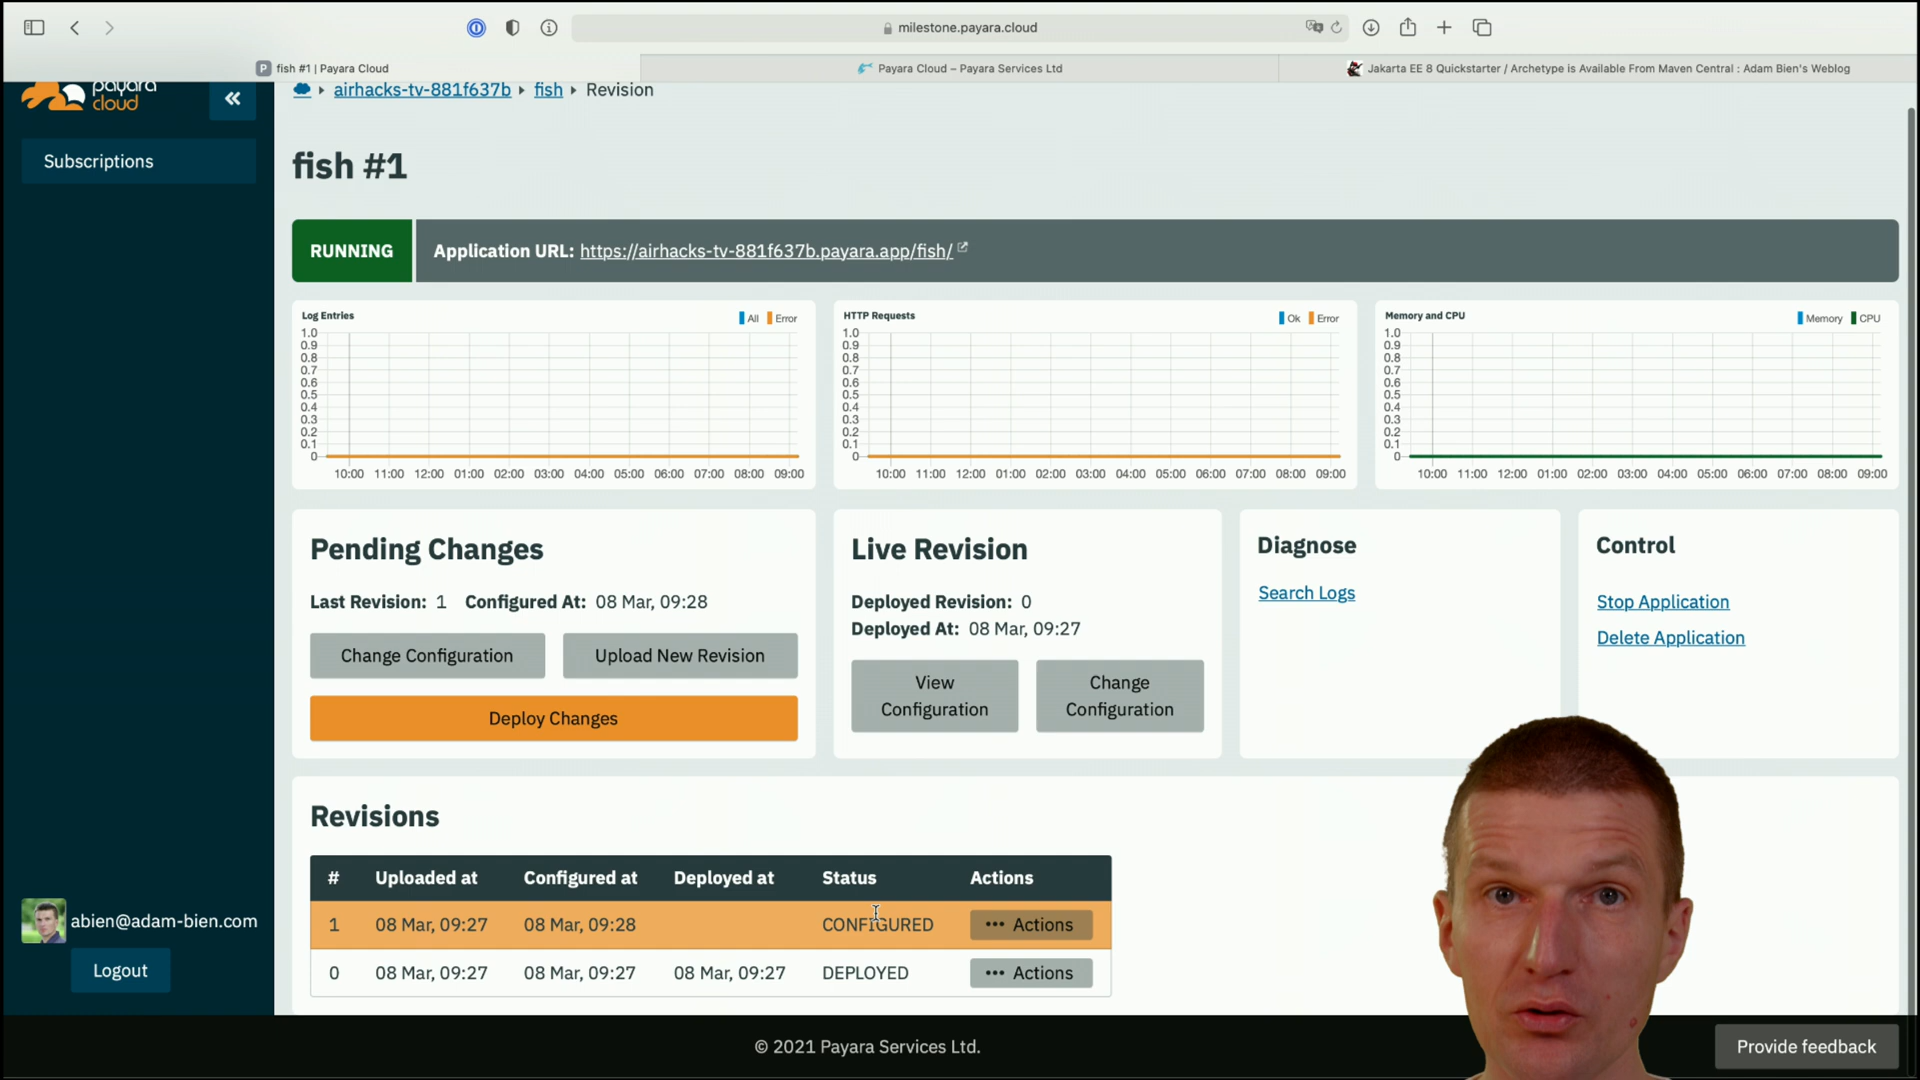 milestone.payara.cloud
P fish #1 | Payara Cloud
Payara Cloud – Payara Services Ltd
Jakarta EE 8 Quickstarter / Archetype is Available From Maven Central : Adam Bien's Weblog
payara
cloud
«
airhacks-tv-881f637b
fish
Revision
Subscriptions
fish #1
RUNNING
Application URL: https://airhacks-tv-881f637b.payara.app/fish/
Log Entries
All Error
1.0
0.9
0.8
0.7
0.6
0.5
0.4
0.3
0.2
0.1
0
10:00 11:00 12:00 01:00 02:00 03:00 04:00 05:00 06:00 07:00 08:00 09:00
HTTP Requests
Ok Error
1.0
0.9
0.8
0.7
0.6
0.5
0.4
0.3
0.2
0.1
0
10:00 11:00 12:00 01:00 02:00 03:00 04:00 05:00 06:00 07:00 08:00 09:00
Memory and CPU
Memory CPU
1.0
0.9
0.8
0.7
0.6
0.5
0.4
0.3
0.2
0.1
0
10:00 11:00 12:00 01:00 02:00 03:00 04:00 05:00 06:00 07:00 08:00 09:00
Pending Changes
Last Revision: 1 Configured At: 08 Mar, 09:28
Change Configuration
Upload New Revision
Deploy Changes
Live Revision
Deployed Revision: 0
Deployed At: 08 Mar, 09:27
View
Configuration
Change
Configuration
Diagnose
Search Logs
Control
Stop Application
Delete Application
Revisions
# Uploaded at Configured at Deployed at Status Actions
1 08 Mar, 09:27 08 Mar, 09:28 CONFIGURED ••• Actions
0 08 Mar, 09:27 08 Mar, 09:27 08 Mar, 09:27 DEPLOYED ••• Actions
abien@adam-bien.com
Logout
© 2021 Payara Services Ltd.
Provide feedback